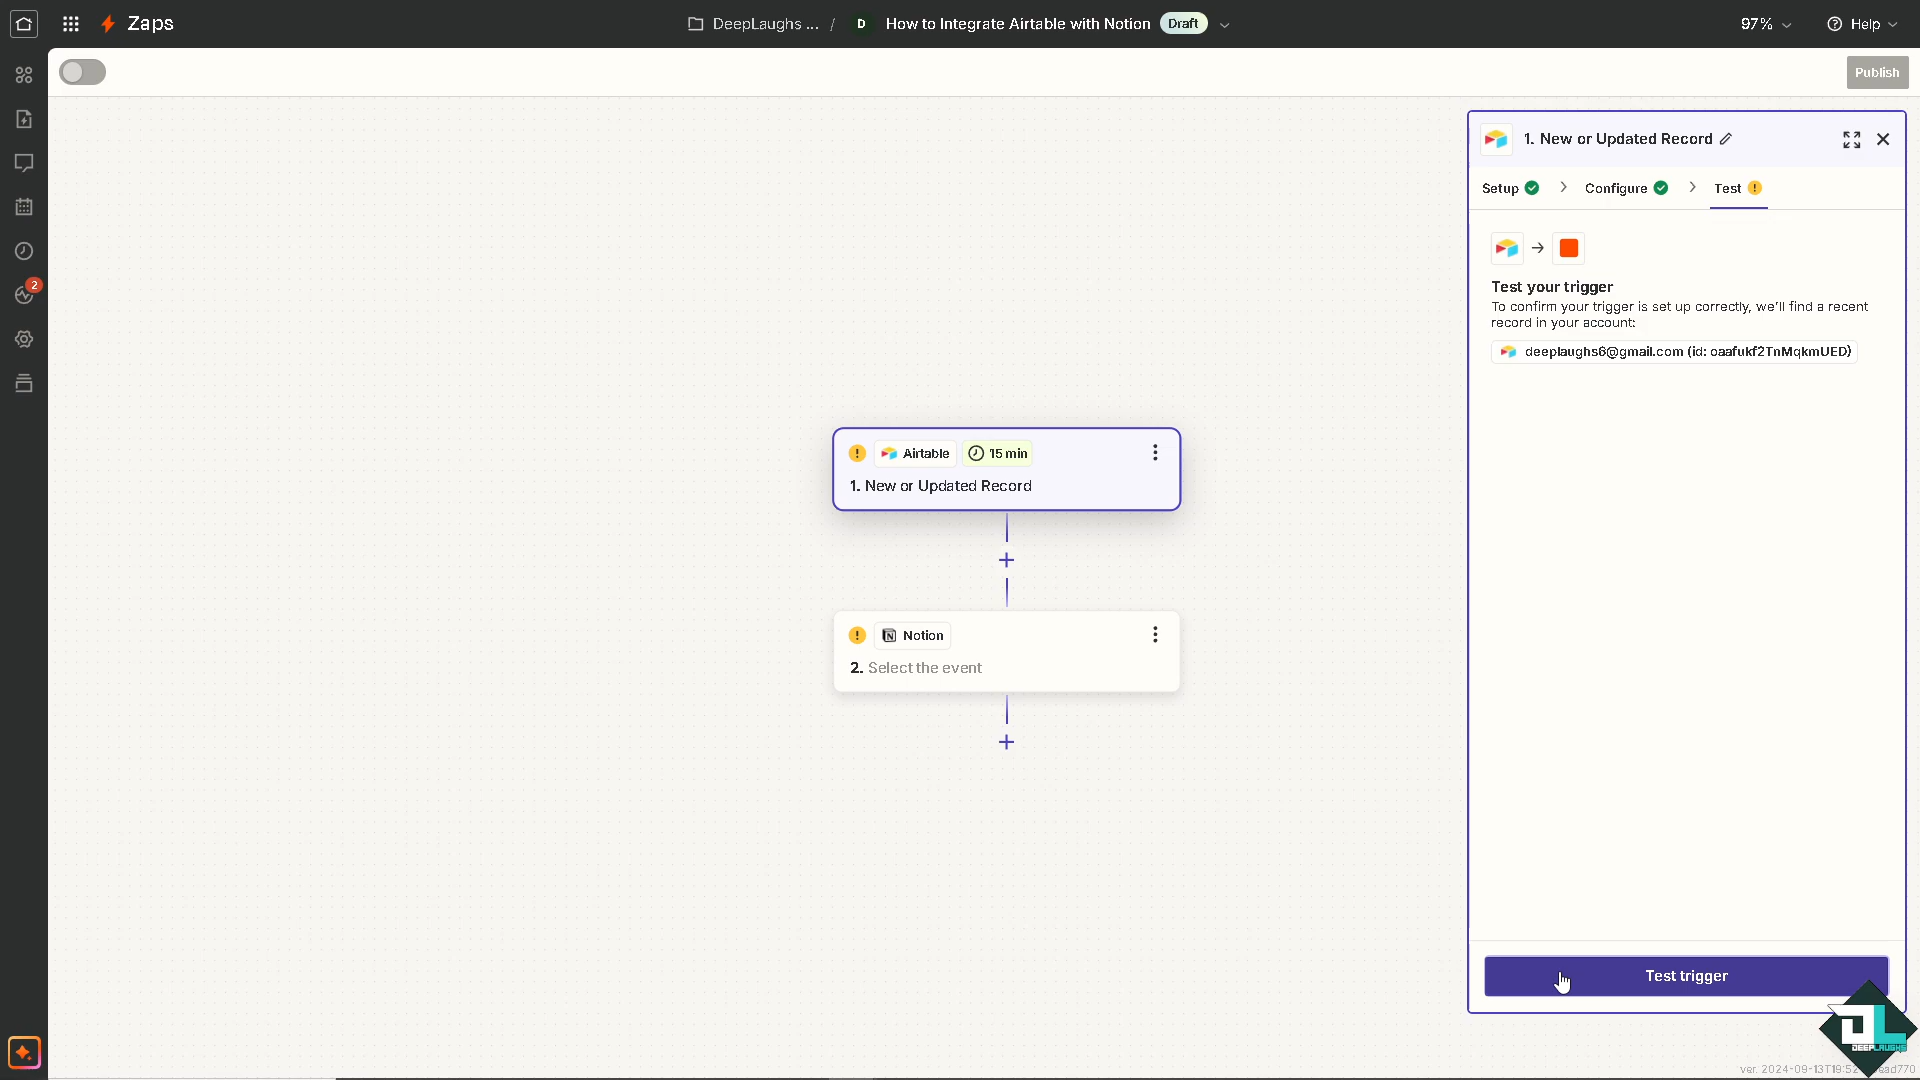 Zaps
DeepLaughs ... / D How to Integrate Airtable with Notion Draft
97%
Help
Publish
2
1. New or Updated Record
Setup
Configure
Test
Test your trigger
To confirm your trigger is set up correctly, we'll find a recent
record in your account:
deeplaughs6@gmail.com (id: oaafukf2TnMqkmUED)
Airtable 15 min
1. New or Updated Record
Notion
2. Select the event
Test trigger
DEEPLAUGHS